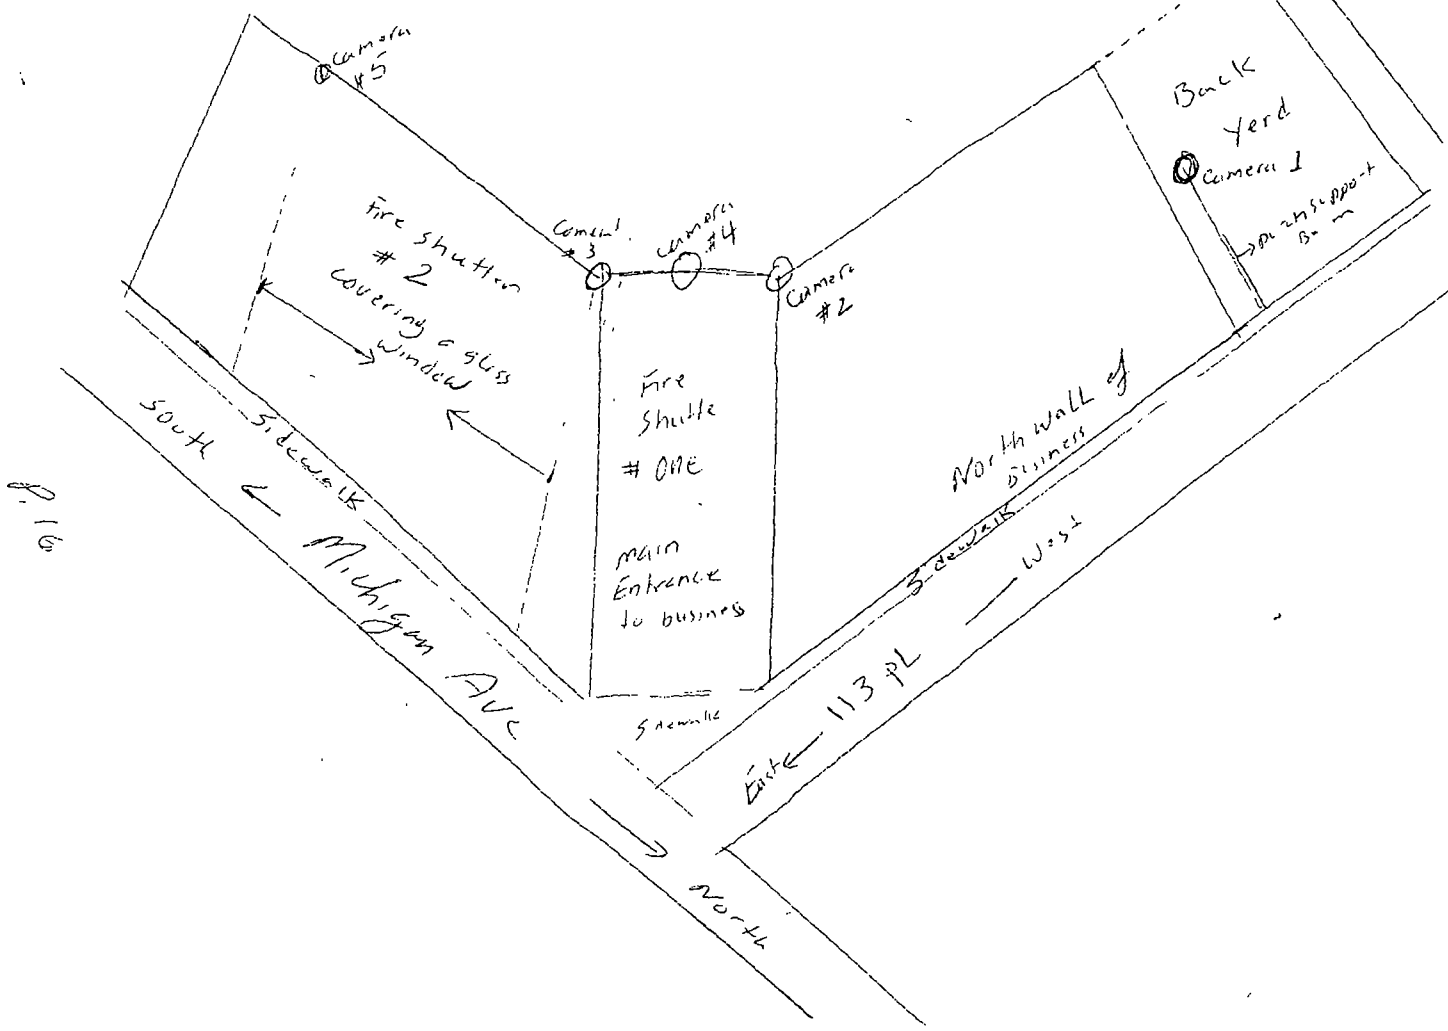 Camera
#5
Back
Yerd
Camera 1
Fire Shutter
#2
covering a glass
window
Camera
#3
Camera
#4
Camera
#2
Fire
Shutte
# ONE
main
Entrance
to business
North wall of
Business
Sidewalk
Sidewalk
Sidewalk
South
Michigan Ave
North
West
113 pL
East
P. 16